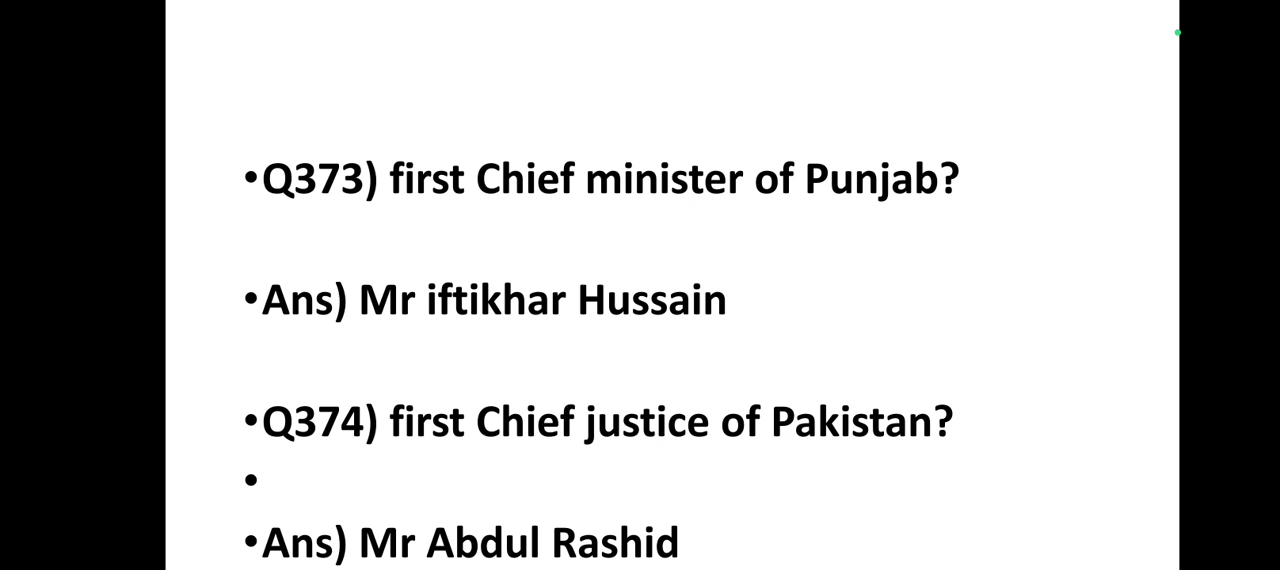 •Q373) first Chief minister of Punjab?
•Ans) Mr iftikhar Hussain
•Q374) first Chief justice of Pakistan?
•
•Ans) Mr Abdul Rashid